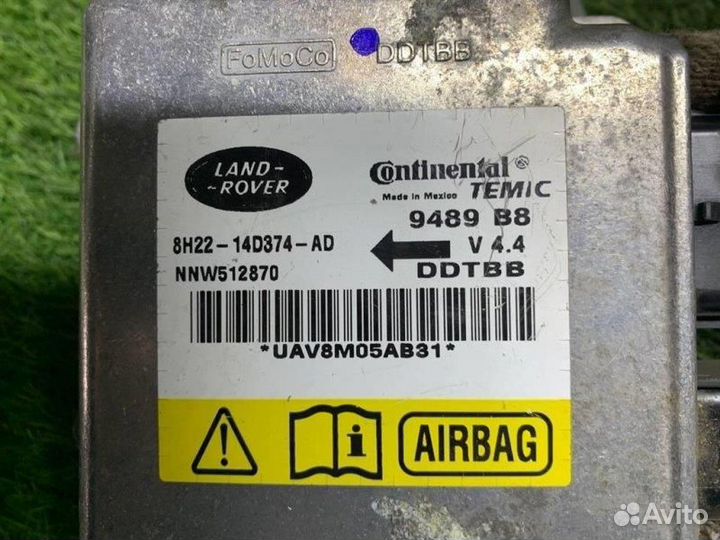 FoMoCo DDTBB
LAND-
~ROVER
Continental®
Made in Mexico TEMIC
9489 B8
8H22-14D374-AD
V 4.4
NNW512870
DDTBB
*UAV8M05AB31*
AIRBAG
Avito